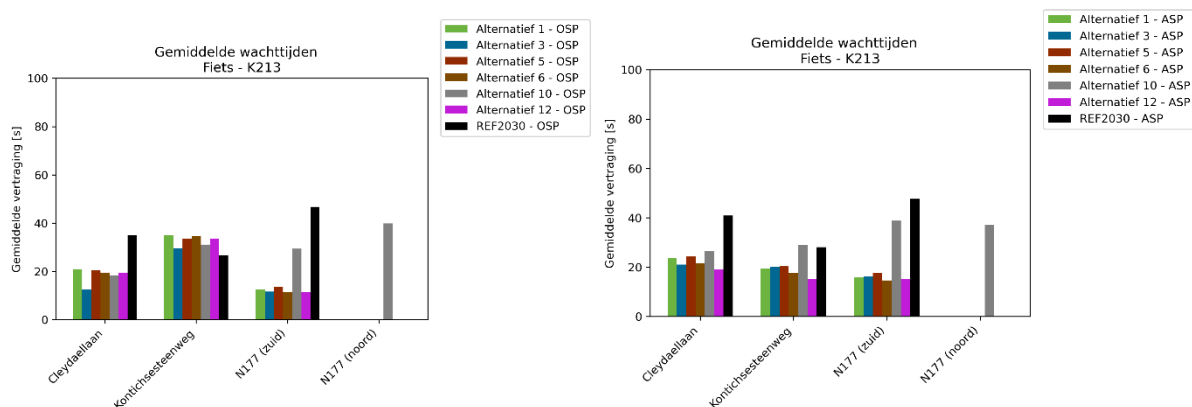 Gemiddelde wachttijden
Fiets - K213
Gemiddelde vertraging [s]
100
80
60
40
20
0
Cleydaellaan
Kontichsesteenweg
N177 (zuid)
N177 (noord)
Alternatief 1 - OSP
Alternatief 3 - OSP
Alternatief 5 - OSP
Alternatief 6 - OSP
Alternatief 10 - OSP
Alternatief 12 - OSP
REF2030 - OSP
Gemiddelde wachttijden
Fiets - K213
Gemiddelde vertraging [s]
100
80
60
40
20
0
Cleydaellaan
Kontichsesteenweg
N177 (zuid)
N177 (noord)
Alternatief 1 - ASP
Alternatief 3 - ASP
Alternatief 5 - ASP
Alternatief 6 - ASP
Alternatief 10 - ASP
Alternatief 12 - ASP
REF2030 - ASP